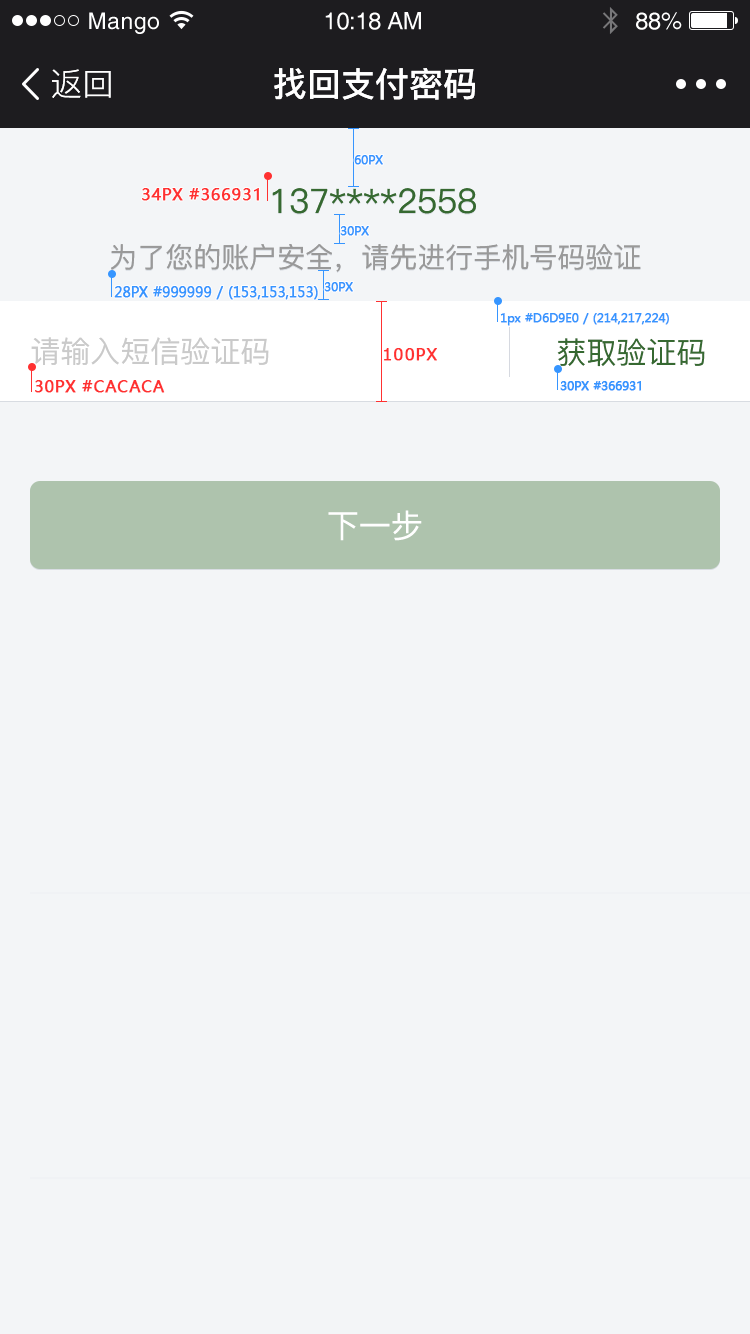 Mango 10:18 AM 88%
返回 找回支付密码
60PX
34PX #366931 137****2558
30PX
为了您的账户安全，请先进行手机号码验证
28PX #999999 / (153,153,153) 30PX
1px #D6D9E0 / (214,217,224)
请输入短信验证码 100PX 获取验证码
30PX #CACACA 30PX #366931
下一步